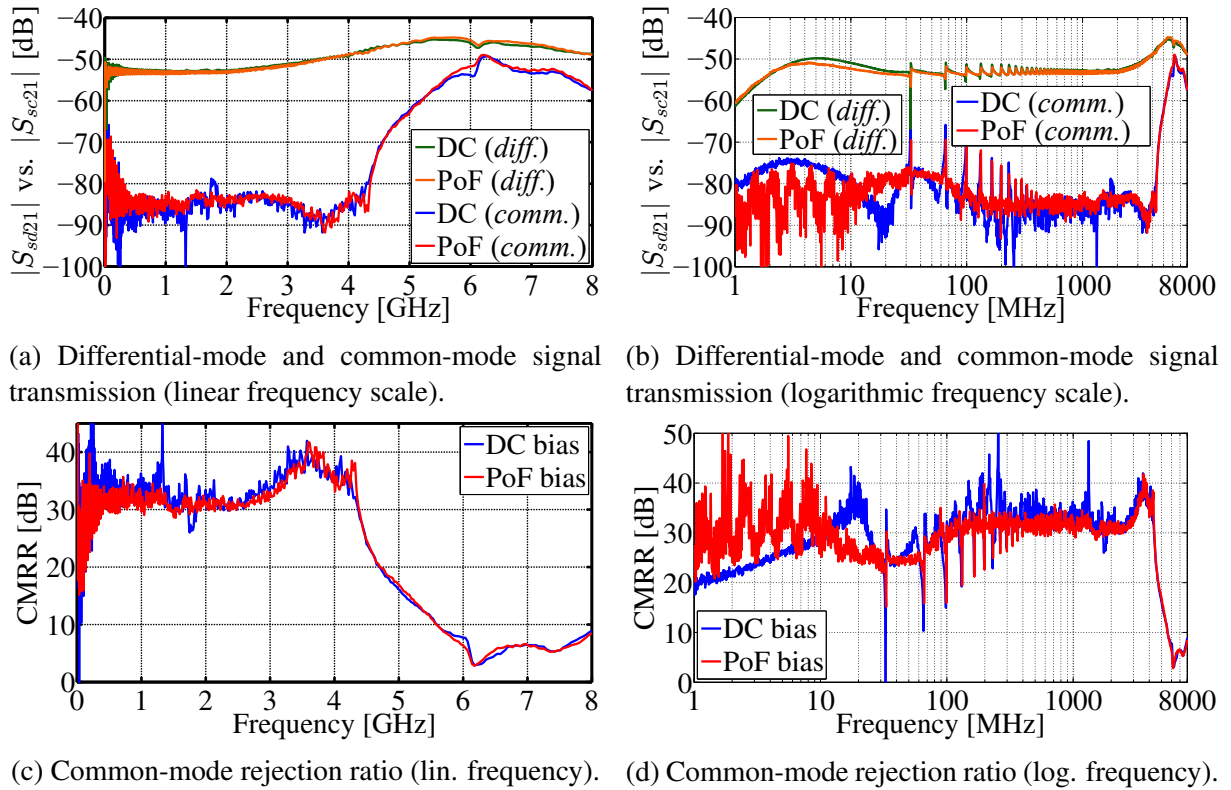 |S_sd21| vs. |S_sc21| [dB]
−40
−50
−60
−70
−80
−90
−100
0 1 2 3 4 5 6 7 8
Frequency [GHz]
DC (diff.)
PoF (diff.)
DC (comm.)
PoF (comm.)
|S_sd21| vs. |S_sc21| [dB]
−40
−50
−60
−70
−80
−90
−100
1 10 100 1000 8000
Frequency [MHz]
DC (diff.)
PoF (diff.)
DC (comm.)
PoF (comm.)
(a) Differential-mode and common-mode signal
transmission (linear frequency scale).
(b) Differential-mode and common-mode signal
transmission (logarithmic frequency scale).
CMRR [dB]
40
30
20
10
0
0 1 2 3 4 5 6 7 8
Frequency [GHz]
DC bias
PoF bias
CMRR [dB]
50
40
30
20
10
0
1 10 100 1000 8000
Frequency [MHz]
DC bias
PoF bias
(c) Common-mode rejection ratio (lin. frequency).
(d) Common-mode rejection ratio (log. frequency).